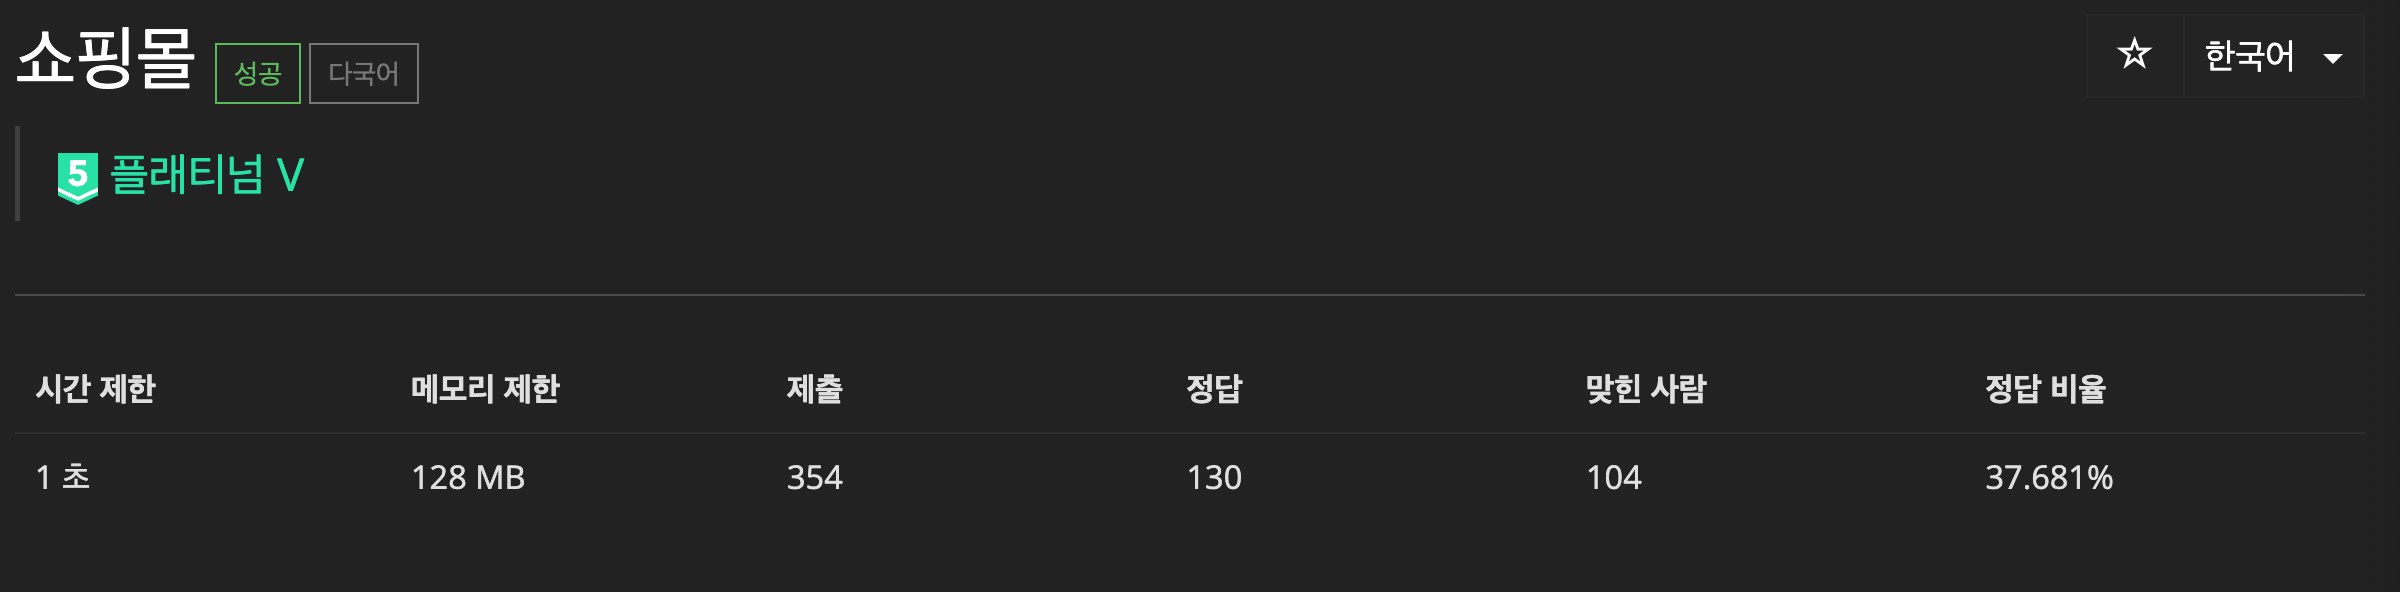 쇼핑몰 성공 다국어
☆ 한국어
5 플래티넘 V
시간 제한 메모리 제한 제출 정답 맞힌 사람 정답 비율
1 초 128 MB 354 130 104 37.681%